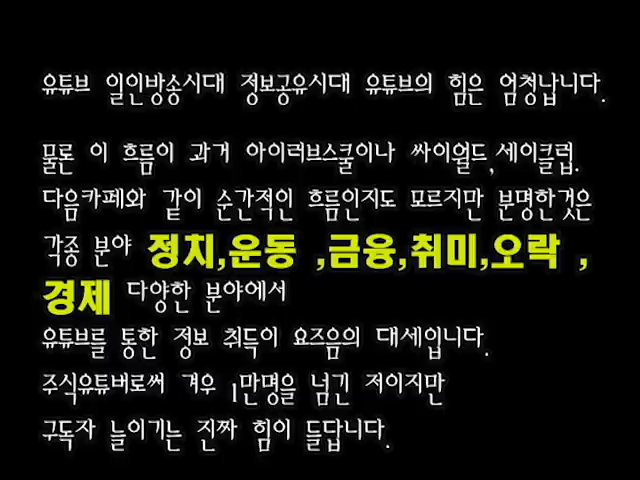 유튜브 일인방송시대 정보공유시대 유튜브의 힘은 엄청납니다.
물론 이 흐름이 과거 아이러브스쿨이나 싸이월드,세이클럽.
다음카페와 같이 순간적인 흐름인지도 모르지만 분명한것은
각종 분야 정치,운동 ,금융,취미,오락 ,
경제 다양한 분야에서
유튜브를 통한 정보 취득이 요즈음의 대세입니다.
주식유튜버로써 겨우 1만명을 넘긴 저이지만
구독자 늘이기는 진짜 힘이 들답니다.